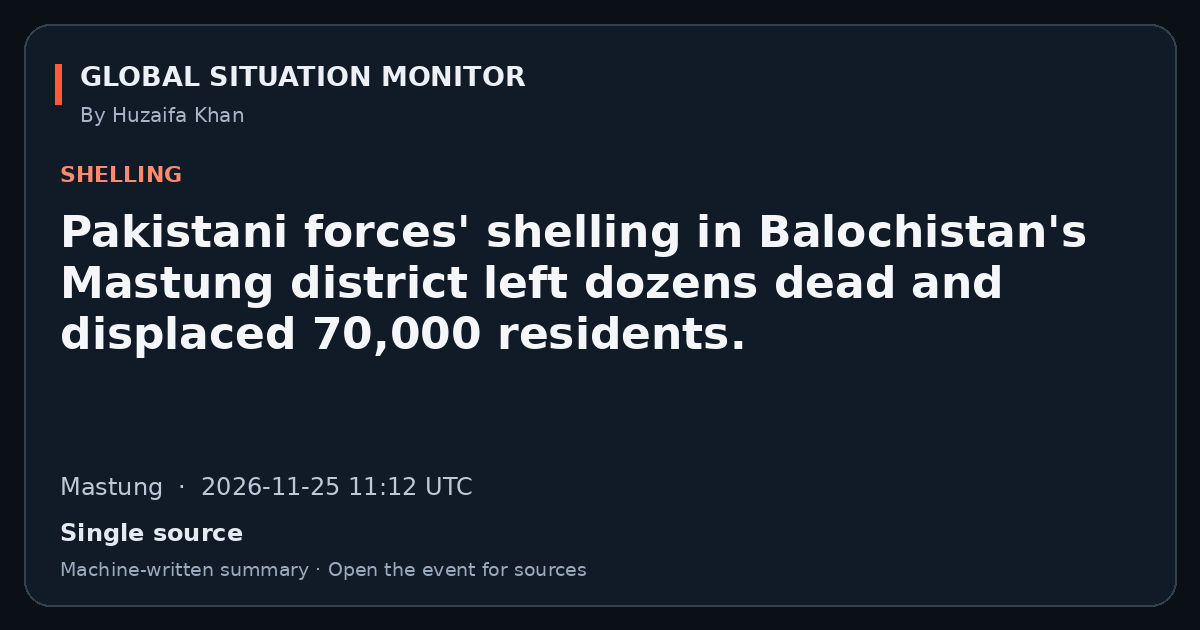 GLOBAL SITUATION MONITOR
By Huzaifa Khan
SHELLING
Pakistani forces' shelling in Balochistan's
Mastung district left dozens dead and
displaced 70,000 residents.
Mastung · 2026-11-25 11:12 UTC
Single source
Machine-written summary · Open the event for sources